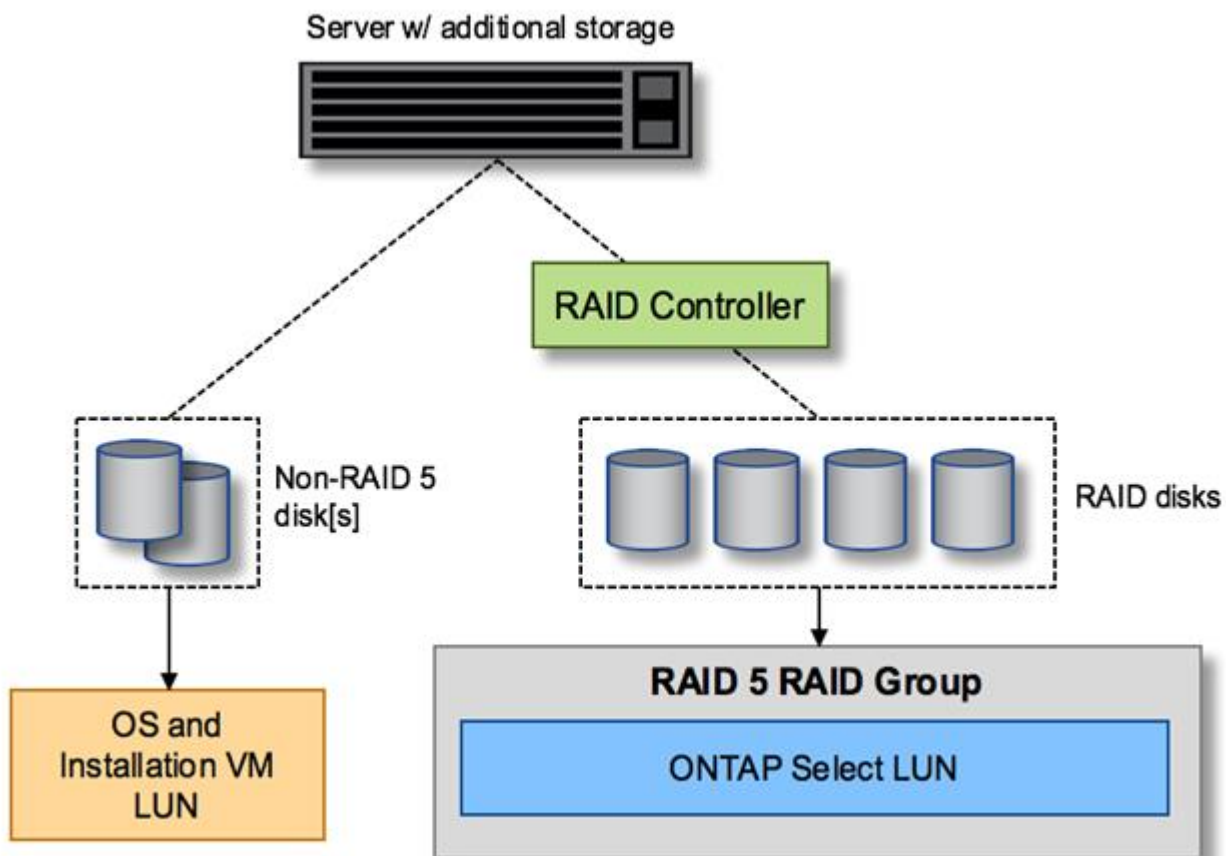 Server w/ additional storage
RAID Controller
Non-RAID 5
disk[s]
RAID disks
OS and
Installation VM
LUN
RAID 5 RAID Group
ONTAP Select LUN